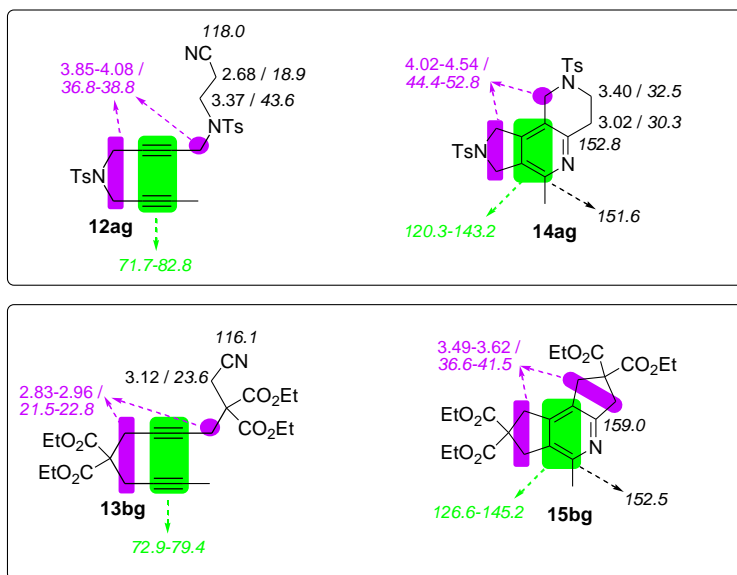 118.0
NC
3.85-4.08 /
36.8-38.8
2.68 / 18.9
3.37 / 43.6
N
Ts
TsN
12ag
71.7-82.8
4.02-4.54 /
44.4-52.8
Ts
N
3.40 / 32.5
3.02 / 30.3
152.8
TsN
N
151.6
120.3-143.2
14ag
116.1
CN
3.12 / 23.6
2.83-2.96 /
21.5-22.8
CO2Et
CO2Et
EtO2C
EtO2C
13bg
72.9-79.4
3.49-3.62 /
36.6-41.5
EtO2C
CO2Et
EtO2C
EtO2C
159.0
N
152.5
126.6-145.2
15bg